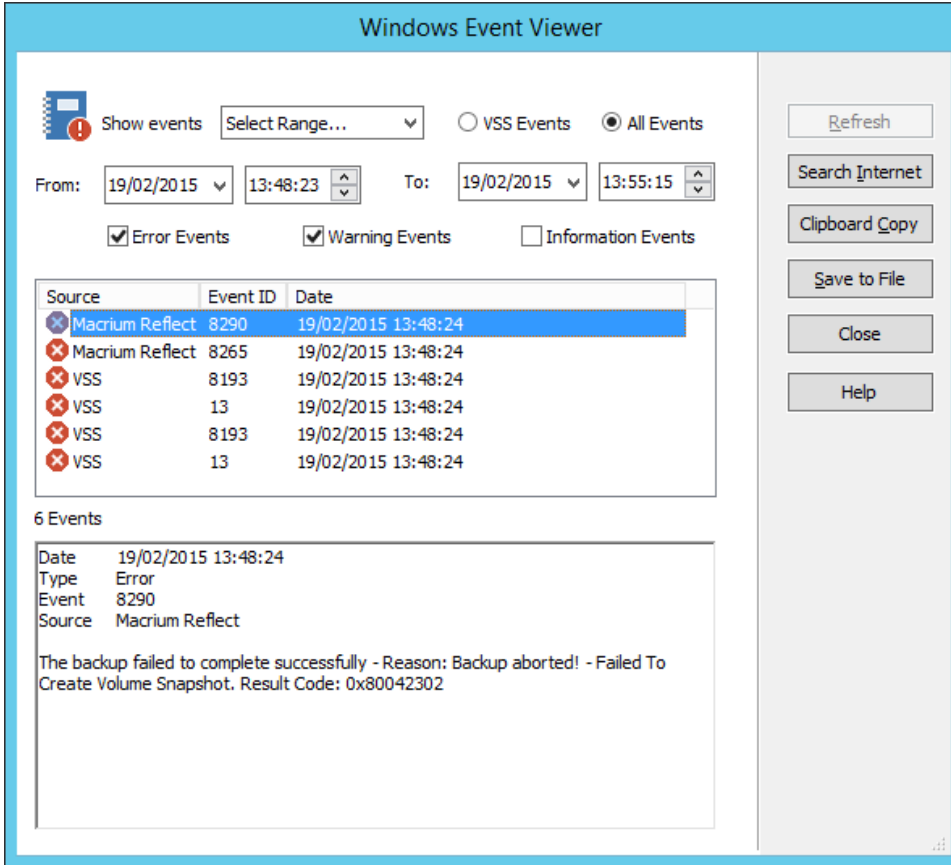 Windows Event Viewer
Show events Select Range... VSS Events All Events
From: 19/02/2015 13:48:23 To: 19/02/2015 13:55:15
Error Events Warning Events Information Events
Refresh
Search Internet
Clipboard Copy
Save to File
Close
Help
Source Event ID Date
Macrium Reflect 8290 19/02/2015 13:48:24
Macrium Reflect 8265 19/02/2015 13:48:24
VSS 8193 19/02/2015 13:48:24
VSS 13 19/02/2015 13:48:24
VSS 8193 19/02/2015 13:48:24
VSS 13 19/02/2015 13:48:24
6 Events
Date 19/02/2015 13:48:24
Type Error
Event 8290
Source Macrium Reflect
The backup failed to complete successfully - Reason: Backup aborted! - Failed To
Create Volume Snapshot. Result Code: 0x80042302